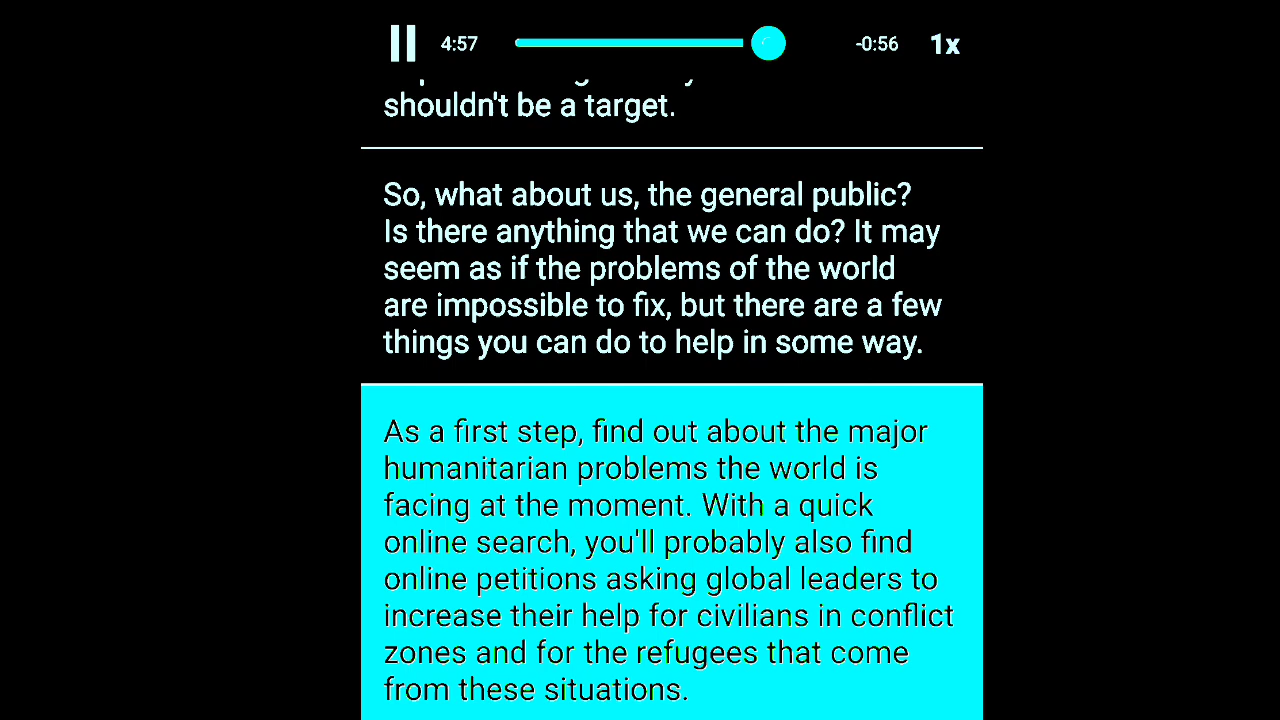 4:57 -0:56 1x
shouldn't be a target.
So, what about us, the general public?
Is there anything that we can do? It may
seem as if the problems of the world
are impossible to fix, but there are a few
things you can do to help in some way.
As a first step, find out about the major
humanitarian problems the world is
facing at the moment. With a quick
online search, you'll probably also find
online petitions asking global leaders to
increase their help for civilians in conflict
zones and for the refugees that come
from these situations.